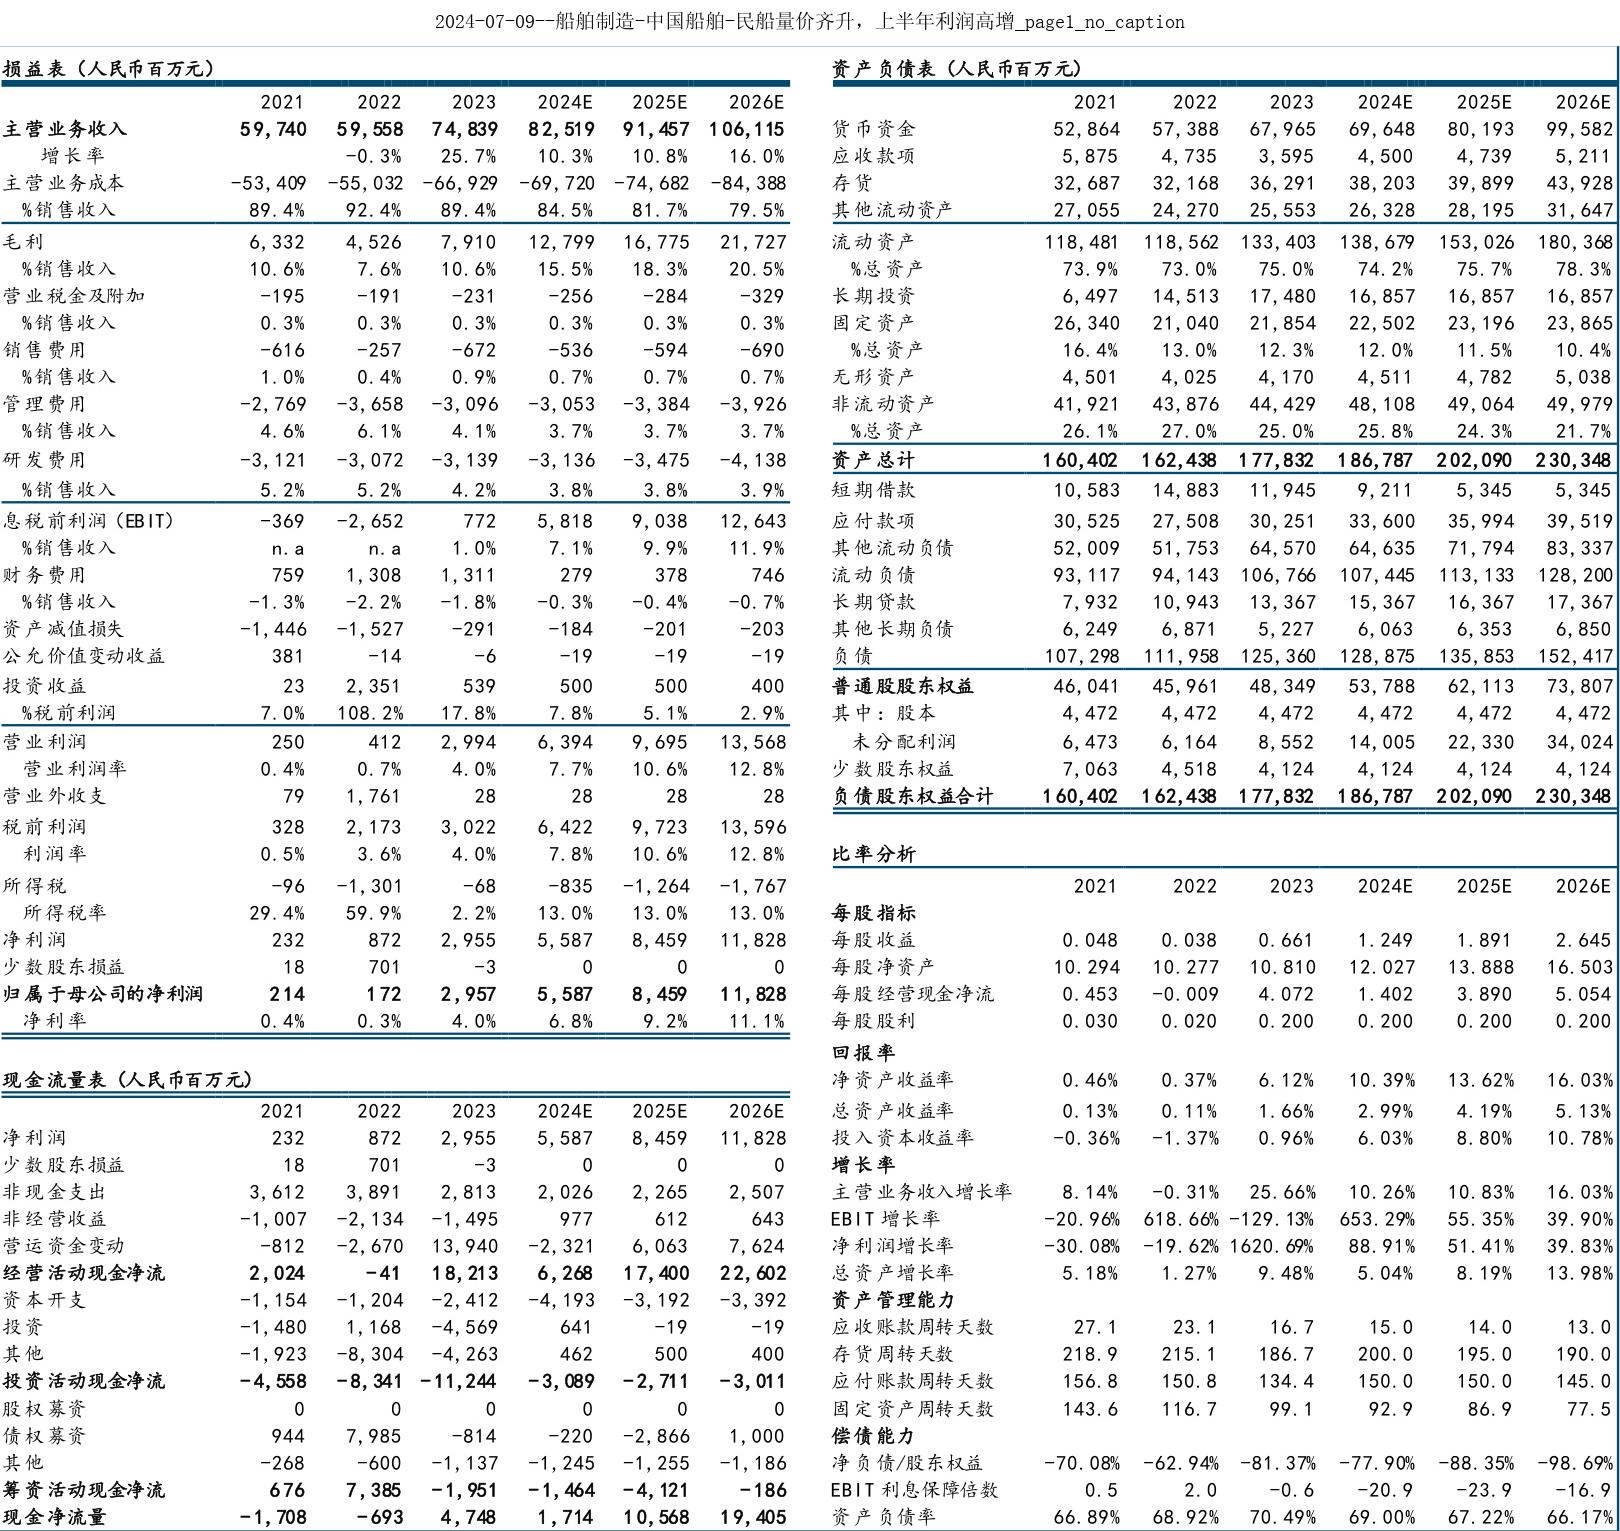 2024-07-09--船舶制造-中国船舶-民船量价齐升，上半年利润高增_page1_no_caption
损益表（人民币百万元）
2021 2022 2023 2024E 2025E 2026E
主营业务收入 59,740 59,558 74,839 82,519 91,457 106,115
增长率 -0.3% 25.7% 10.3% 10.8% 16.0%
主营业务成本 -53,409 -55,032 -66,929 -69,720 -74,682 -84,388
%销售收入 89.4% 92.4% 89.4% 84.5% 81.7% 79.5%
毛利 6,332 4,526 7,910 12,799 16,775 21,727
%销售收入 10.6% 7.6% 10.6% 15.5% 18.3% 20.5%
营业税金及附加 -195 -191 -231 -256 -284 -329
%销售收入 0.3% 0.3% 0.3% 0.3% 0.3% 0.3%
销售费用 -616 -257 -672 -536 -594 -690
%销售收入 1.0% 0.4% 0.9% 0.7% 0.7% 0.7%
管理费用 -2,769 -3,658 -3,096 -3,053 -3,384 -3,926
%销售收入 4.6% 6.1% 4.1% 3.7% 3.7% 3.7%
研发费用 -3,121 -3,072 -3,139 -3,136 -3,475 -4,138
%销售收入 5.2% 5.2% 4.2% 3.8% 3.8% 3.9%
息税前利润（EBIT） -369 -2,652 772 5,818 9,038 12,643
%销售收入 n.a n.a 1.0% 7.1% 9.9% 11.9%
财务费用 759 1,308 1,311 279 378 746
%销售收入 -1.3% -2.2% -1.8% -0.3% -0.4% -0.7%
资产减值损失 -1,446 -1,527 -291 -184 -201 -203
公允价值变动收益 381 -14 -6 -19 -19 -19
投资收益 23 2,351 539 500 500 400
%税前利润 7.0% 108.2% 17.8% 7.8% 5.1% 2.9%
营业利润 250 412 2,994 6,394 9,695 13,568
营业利润率 0.4% 0.7% 4.0% 7.7% 10.6% 12.8%
营业外收支 79 1,761 28 28 28 28
税前利润 328 2,173 3,022 6,422 9,723 13,596
利润率 0.5% 3.6% 4.0% 7.8% 10.6% 12.8%
所得税 -96 -1,301 -68 -835 -1,264 -1,767
所得税率 29.4% 59.9% 2.2% 13.0% 13.0% 13.0%
净利润 232 872 2,955 5,587 8,459 11,828
少数股东损益 18 701 -3 0 0 0
归属于母公司的净利润 214 172 2,957 5,587 8,459 11,828
净利率 0.4% 0.3% 4.0% 6.8% 9.2% 11.1%
现金流量表（人民币百万元）
2021 2022 2023 2024E 2025E 2026E
净利润 232 872 2,955 5,587 8,459 11,828
少数股东损益 18 701 -3 0 0 0
非现金支出 3,612 3,891 2,813 2,026 2,265 2,507
非经营收益 -1,007 -2,134 -1,495 977 612 643
营运资金变动 -812 -2,670 13,940 -2,321 6,063 7,624
经营活动现金净流 2,024 -41 18,213 6,268 17,400 22,602
资本开支 -1,154 -1,204 -2,412 -4,193 -3,192 -3,392
投资 -1,480 1,168 -4,569 641 -19 -19
其他 -1,923 -8,304 -4,263 462 500 400
投资活动现金净流 -4,558 -8,341 -11,244 -3,089 -2,711 -3,011
股权募资 0 0 0 0 0 0
债权募资 944 7,985 -814 -220 -2,866 1,000
其他 -268 -600 -1,137 -1,245 -1,255 -1,186
筹资活动现金净流 676 7,385 -1,951 -1,464 -4,121 -186
现金净流量 -1,708 -693 4,748 1,714 10,568 19,405
资产负债表（人民币百万元）
2021 2022 2023 2024E 2025E 2026E
货币资金 52,864 57,388 67,965 69,648 80,193 99,582
应收款项 5,875 4,735 3,595 4,500 4,739 5,211
存货 32,687 32,168 36,291 38,203 39,899 43,928
其他流动资产 27,055 24,270 25,553 26,328 28,195 31,647
流动资产 118,481 118,562 133,403 138,679 153,026 180,368
%总资产 73.9% 73.0% 75.0% 74.2% 75.7% 78.3%
长期投资 6,497 14,513 17,480 16,857 16,857 16,857
固定资产 26,340 21,040 21,854 22,502 23,196 23,865
%总资产 16.4% 13.0% 12.3% 12.0% 11.5% 10.4%
无形资产 4,501 4,025 4,170 4,511 4,782 5,038
非流动资产 41,921 43,876 44,429 48,108 49,064 49,979
%总资产 26.1% 27.0% 25.0% 25.8% 24.3% 21.7%
资产总计 160,402 162,438 177,832 186,787 202,090 230,348
短期借款 10,583 14,883 11,945 9,211 5,345 5,345
应付款项 30,525 27,508 30,251 33,600 35,994 39,519
其他流动负债 52,009 51,753 64,570 64,635 71,794 83,337
流动负债 93,117 94,143 106,766 107,445 113,133 128,200
长期贷款 7,932 10,943 13,367 15,367 16,367 17,367
其他长期负债 6,249 6,871 5,227 6,063 6,353 6,850
负债 107,298 111,958 125,360 128,875 135,853 152,417
普通股股东权益 46,041 45,961 48,349 53,788 62,113 73,807
其中：股本 4,472 4,472 4,472 4,472 4,472 4,472
未分配利润 6,473 6,164 8,552 14,005 22,330 34,024
少数股东权益 7,063 4,518 4,124 4,124 4,124 4,124
负债股东权益合计 160,402 162,438 177,832 186,787 202,090 230,348
比率分析
2021 2022 2023 2024E 2025E 2026E
每股指标
每股收益 0.048 0.038 0.661 1.249 1.891 2.645
每股净资产 10.294 10.277 10.810 12.027 13.888 16.503
每股经营现金净流 0.453 -0.009 4.072 1.402 3.890 5.054
每股股利 0.030 0.020 0.200 0.200 0.200 0.200
回报率
净资产收益率 0.46% 0.37% 6.12% 10.39% 13.62% 16.03%
总资产收益率 0.13% 0.11% 1.66% 2.99% 4.19% 5.13%
投入资本收益率 -0.36% -1.37% 0.96% 6.03% 8.80% 10.78%
增长率
主营业务收入增长率 8.14% -0.31% 25.66% 10.26% 10.83% 16.03%
EBIT增长率 -20.96% 618.66% -129.13% 653.29% 55.35% 39.90%
净利润增长率 -30.08% -19.62% 1620.69% 88.91% 51.41% 39.83%
总资产增长率 5.18% 1.27% 9.48% 5.04% 8.19% 13.98%
资产管理能力
应收账款周转天数 27.1 23.1 16.7 15.0 14.0 13.0
存货周转天数 218.9 215.1 186.7 200.0 195.0 190.0
应付账款周转天数 156.8 150.8 134.4 150.0 150.0 145.0
固定资产周转天数 143.6 116.7 99.1 92.9 86.9 77.5
偿债能力
净负债/股东权益 -70.08% -62.94% -81.37% -77.90% -88.35% -98.69%
EBIT利息保障倍数 0.5 2.0 -0.6 -20.9 -23.9 -16.9
资产负债率 66.89% 68.92% 70.49% 69.00% 67.22% 66.17%